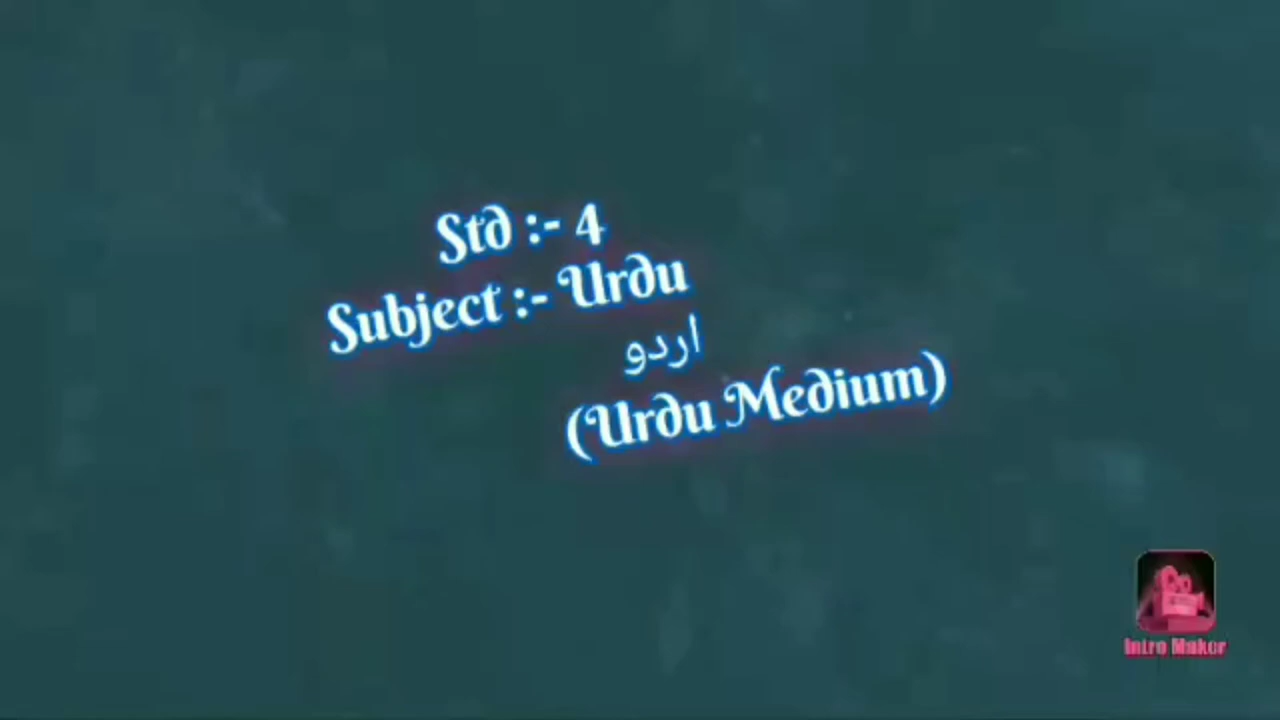 Std :- 4
Subject :- Urdu
اردو
(Urdu Medium)
Intro Maker